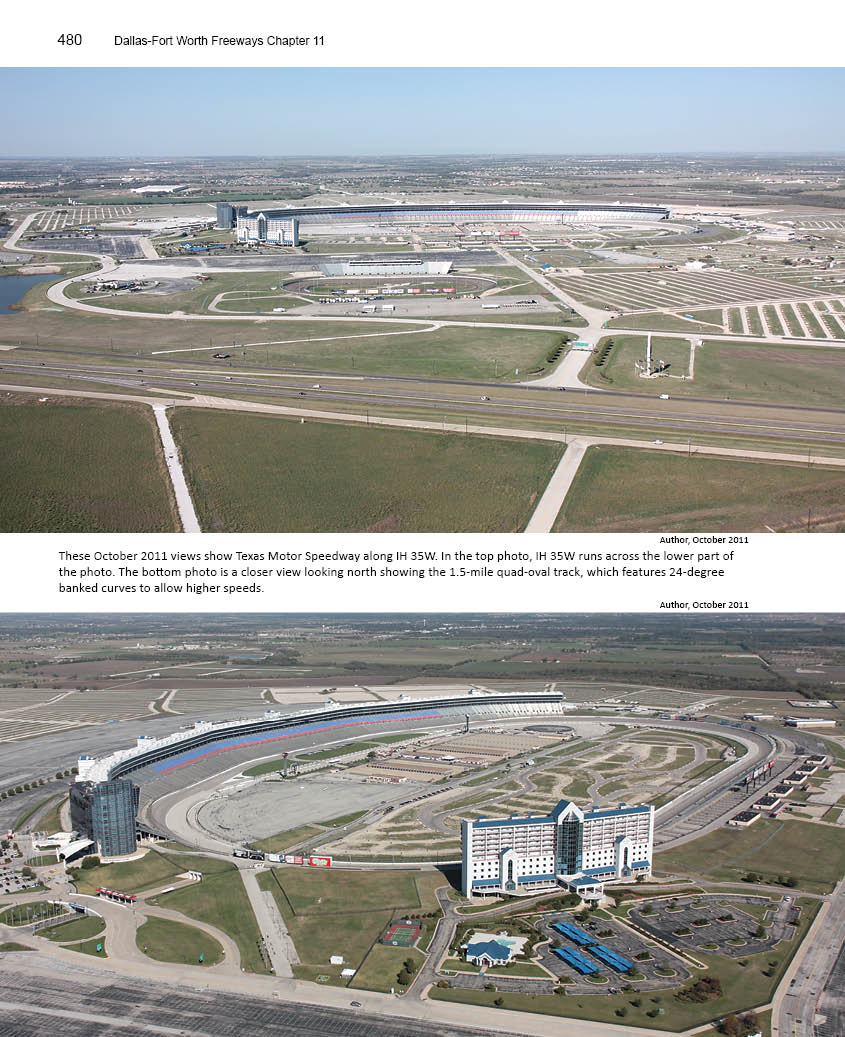 480 Dallas-Fort Worth Freeways Chapter 11
Author, October 2011
These October 2011 views show Texas Motor Speedway along IH 35W. In the top photo, IH 35W runs across the lower part of
the photo. The bottom photo is a closer view looking north showing the 1.5-mile quad-oval track, which features 24-degree
banked curves to allow higher speeds.
Author, October 2011